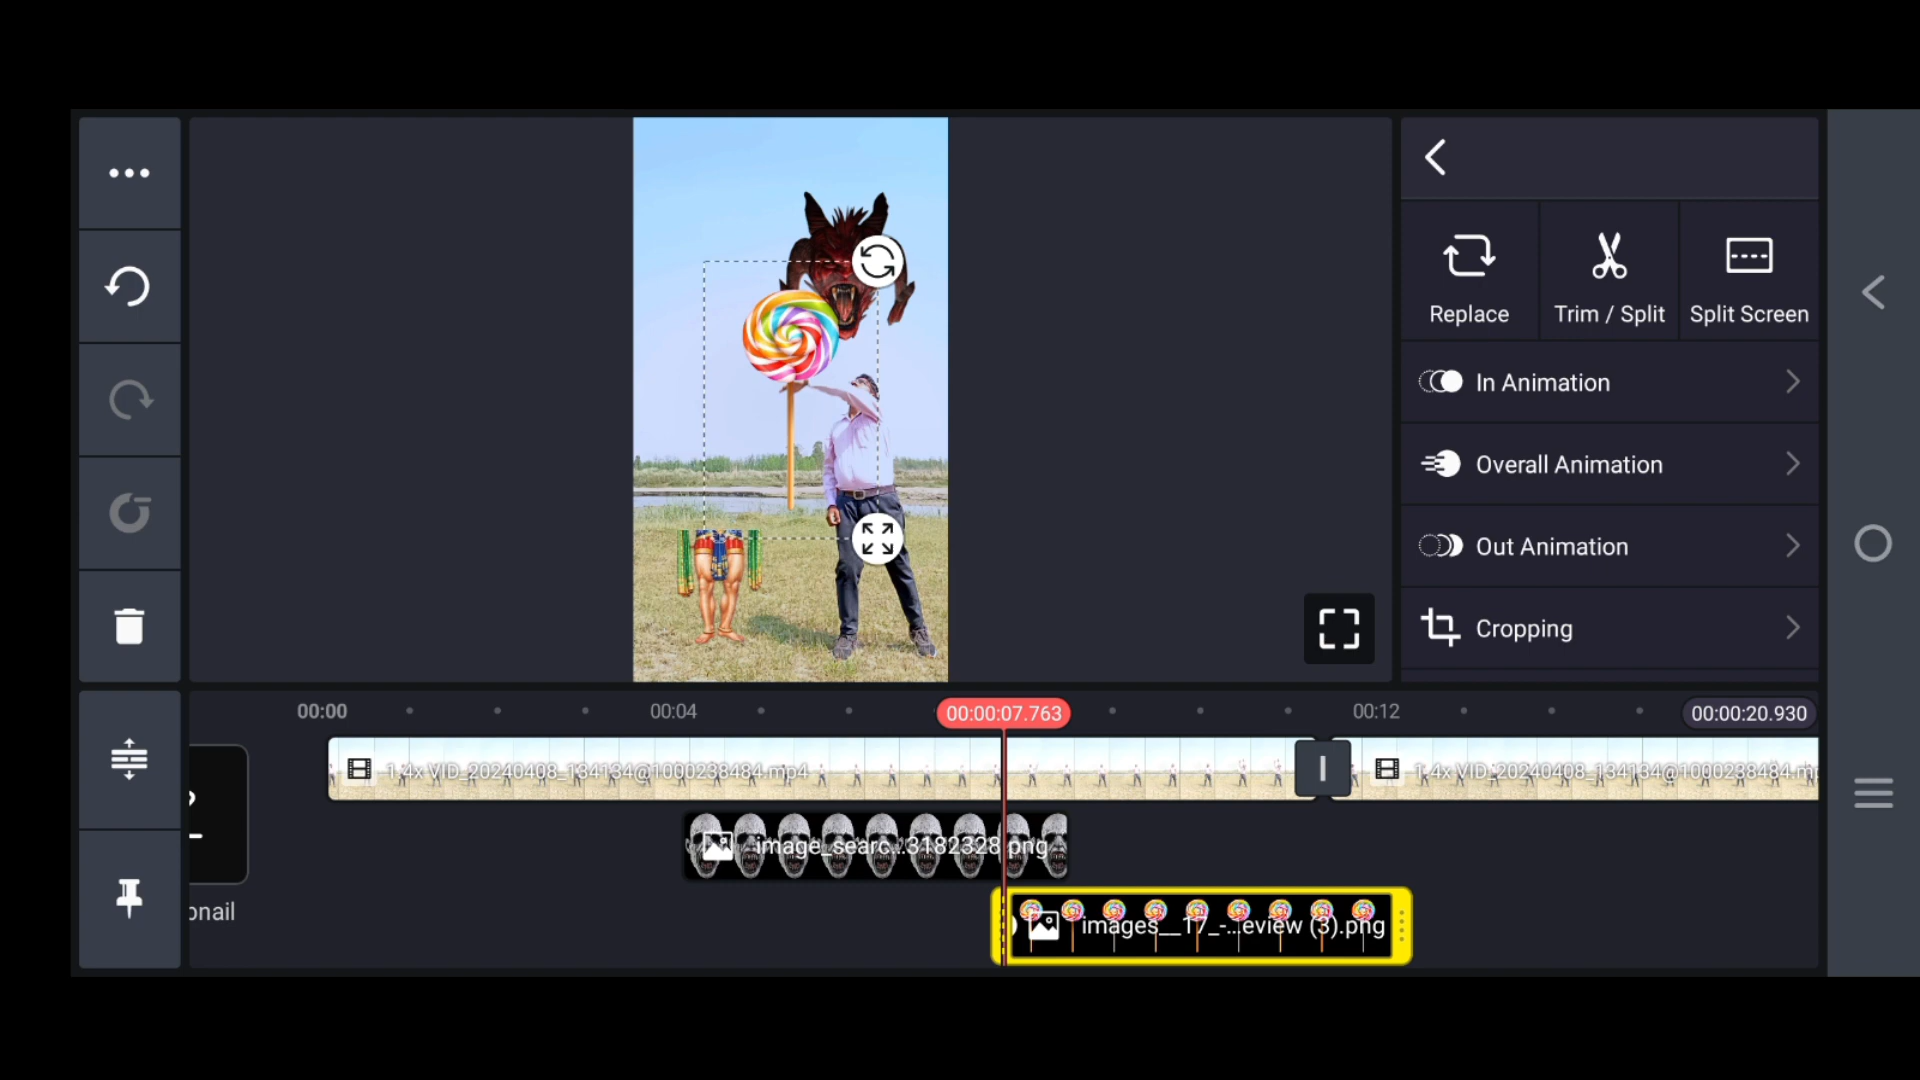 Replace
Trim / Split
Split Screen
In Animation
Overall Animation
Out Animation
Cropping
00:00
00:04
00:00:07.763
00:12
00:00:20.930
1.4x VID_20240408_134134@1000238484.mp4
1.4x VID_20240408_134134@1000238484.mp
image_searc...3182328.png
onail
images__17_-...eview (3).png